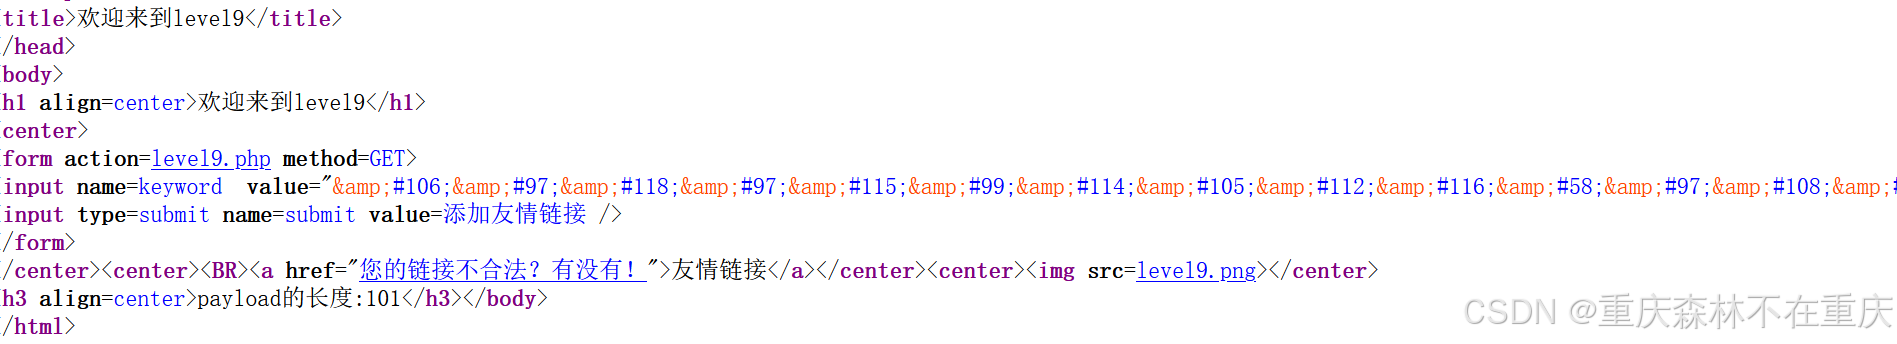 title>欢迎来到level9</title>
/head>
body>
h1 align=center>欢迎来到level9</h1>
center>
form action=level9.php method=GET>
input name=keyword  value="&amp;#106;&amp;#97;&amp;#118;&amp;#97;&amp;#115;&amp;#99;&amp;#114;&amp;#105;&amp;#112;&amp;#116;&amp;#58;&amp;#97;&amp;#108;&amp;#
input type=submit name=submit value=添加友情链接 />
/form>
/center><center><BR><a href="您的链接不合法？有没有！">友情链接</a></center><center><img src=level9.png></center>
h3 align=center>payload的长度:101</h3></body>
/html>
CSDN @重庆森林不在重庆